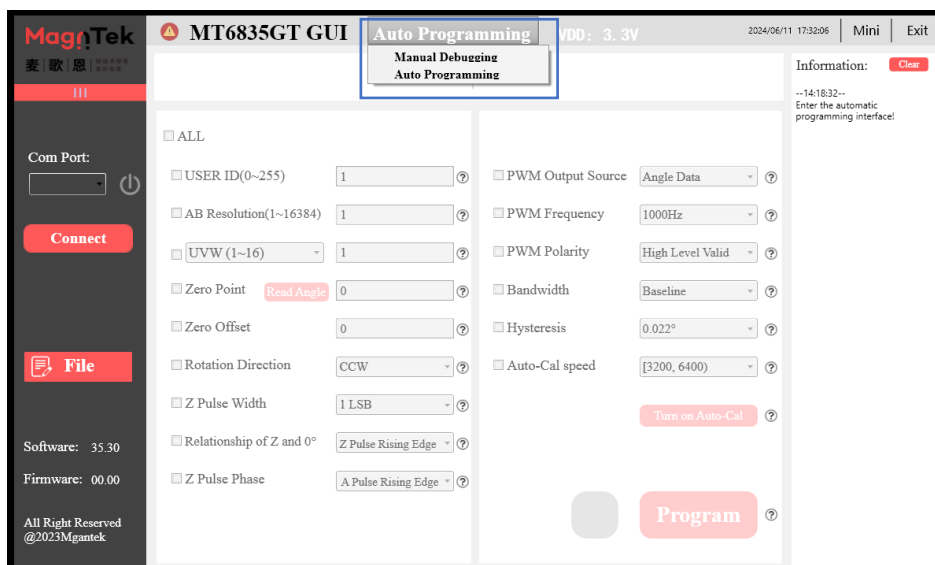 MagnTek
麦 歌 恩
MT6835GT GUI
Auto Programming
VDD: 3.3V
2024/06/11 17:32:06
Mini
Exit
Manual Debugging
Auto Programming
Information:
Clear
--14:18:32--
Enter the automatic
programming interface!
Com Port:
Connect
File
Software: 35.30
Firmware: 00.00
All Right Reserved
@2023Mgantek
ALL
USER ID(0~255) 1
AB Resolution(1~16384) 1
UVW (1~16) 1
Zero Point Read Angle 0
Zero Offset 0
Rotation Direction CCW
Z Pulse Width 1 LSB
Relationship of Z and 0° Z Pulse Rising Edge
Z Pulse Phase A Pulse Rising Edge
PWM Output Source Angle Data
PWM Frequency 1000Hz
PWM Polarity High Level Valid
Bandwidth Baseline
Hysteresis 0.022°
Auto-Cal speed [3200, 6400)
Turn on Auto-Cal
Program